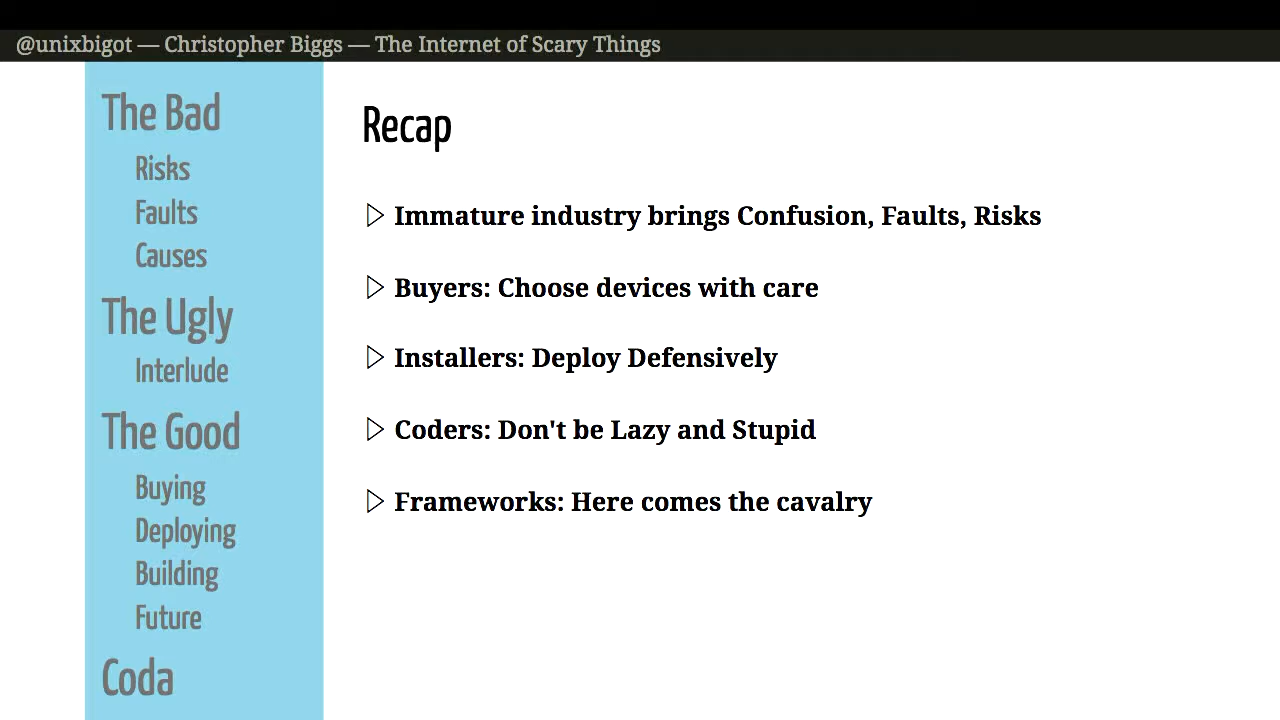 @unixbigot — Christopher Biggs — The Internet of Scary Things
The Bad
Risks
Faults
Causes
The Ugly
Interlude
The Good
Buying
Deploying
Building
Future
Coda
Recap
Immature industry brings Confusion, Faults, Risks
Buyers: Choose devices with care
Installers: Deploy Defensively
Coders: Don't be Lazy and Stupid
Frameworks: Here comes the cavalry